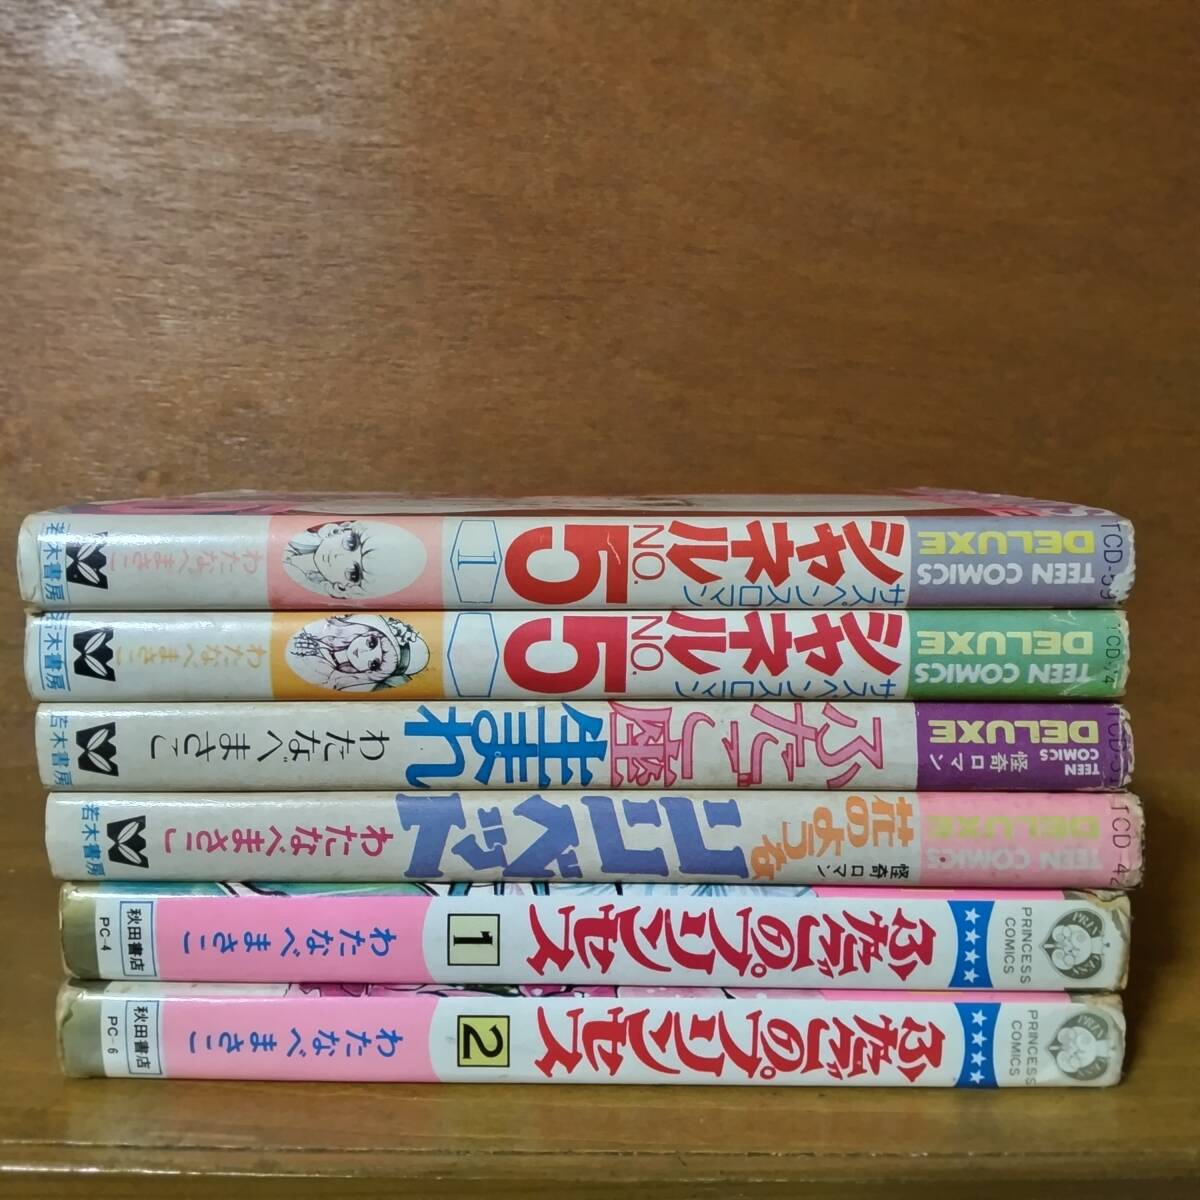 TEEN COMICS
DELUXE
サスペンスロマン
シャネル
NO.
5
1
わたなべまさこ
若木書房
TEEN COMICS
DELUXE
サスペンスロマン
シャネル
NO.
5
わたなべまさこ
若木書房
TEEN
COMICS
怪奇ロマン
DELUXE
ふたご座
生まれ
わたなべまさこ
若木書房
TCD-42
TEEN COMICS
DELUXE
怪奇ロマン
花のような
リリベット
わたなべまさこ
若木書房
PRINCESS
COMICS
ふたごのプリンセス
1
わたなべまさこ
秋田書店
PC-4
PRINCESS
COMICS
ふたごのプリンセス
2
わたなべまさこ
秋田書店
PC-6